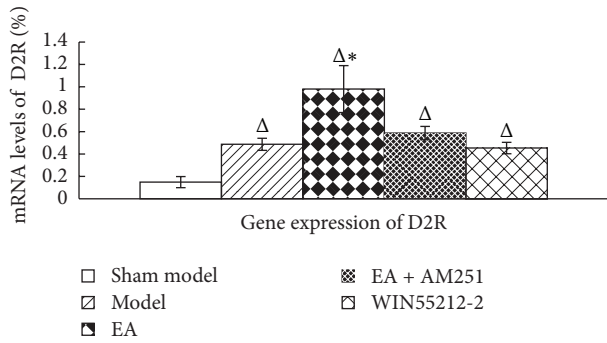 mRNA levels of D2R (%)
1.4
1.2
1
0.8
0.6
0.4
0.2
0
Δ
Δ*
Δ
Δ
Gene expression of D2R
Sham model
Model
EA
EA + AM251
WIN55212-2